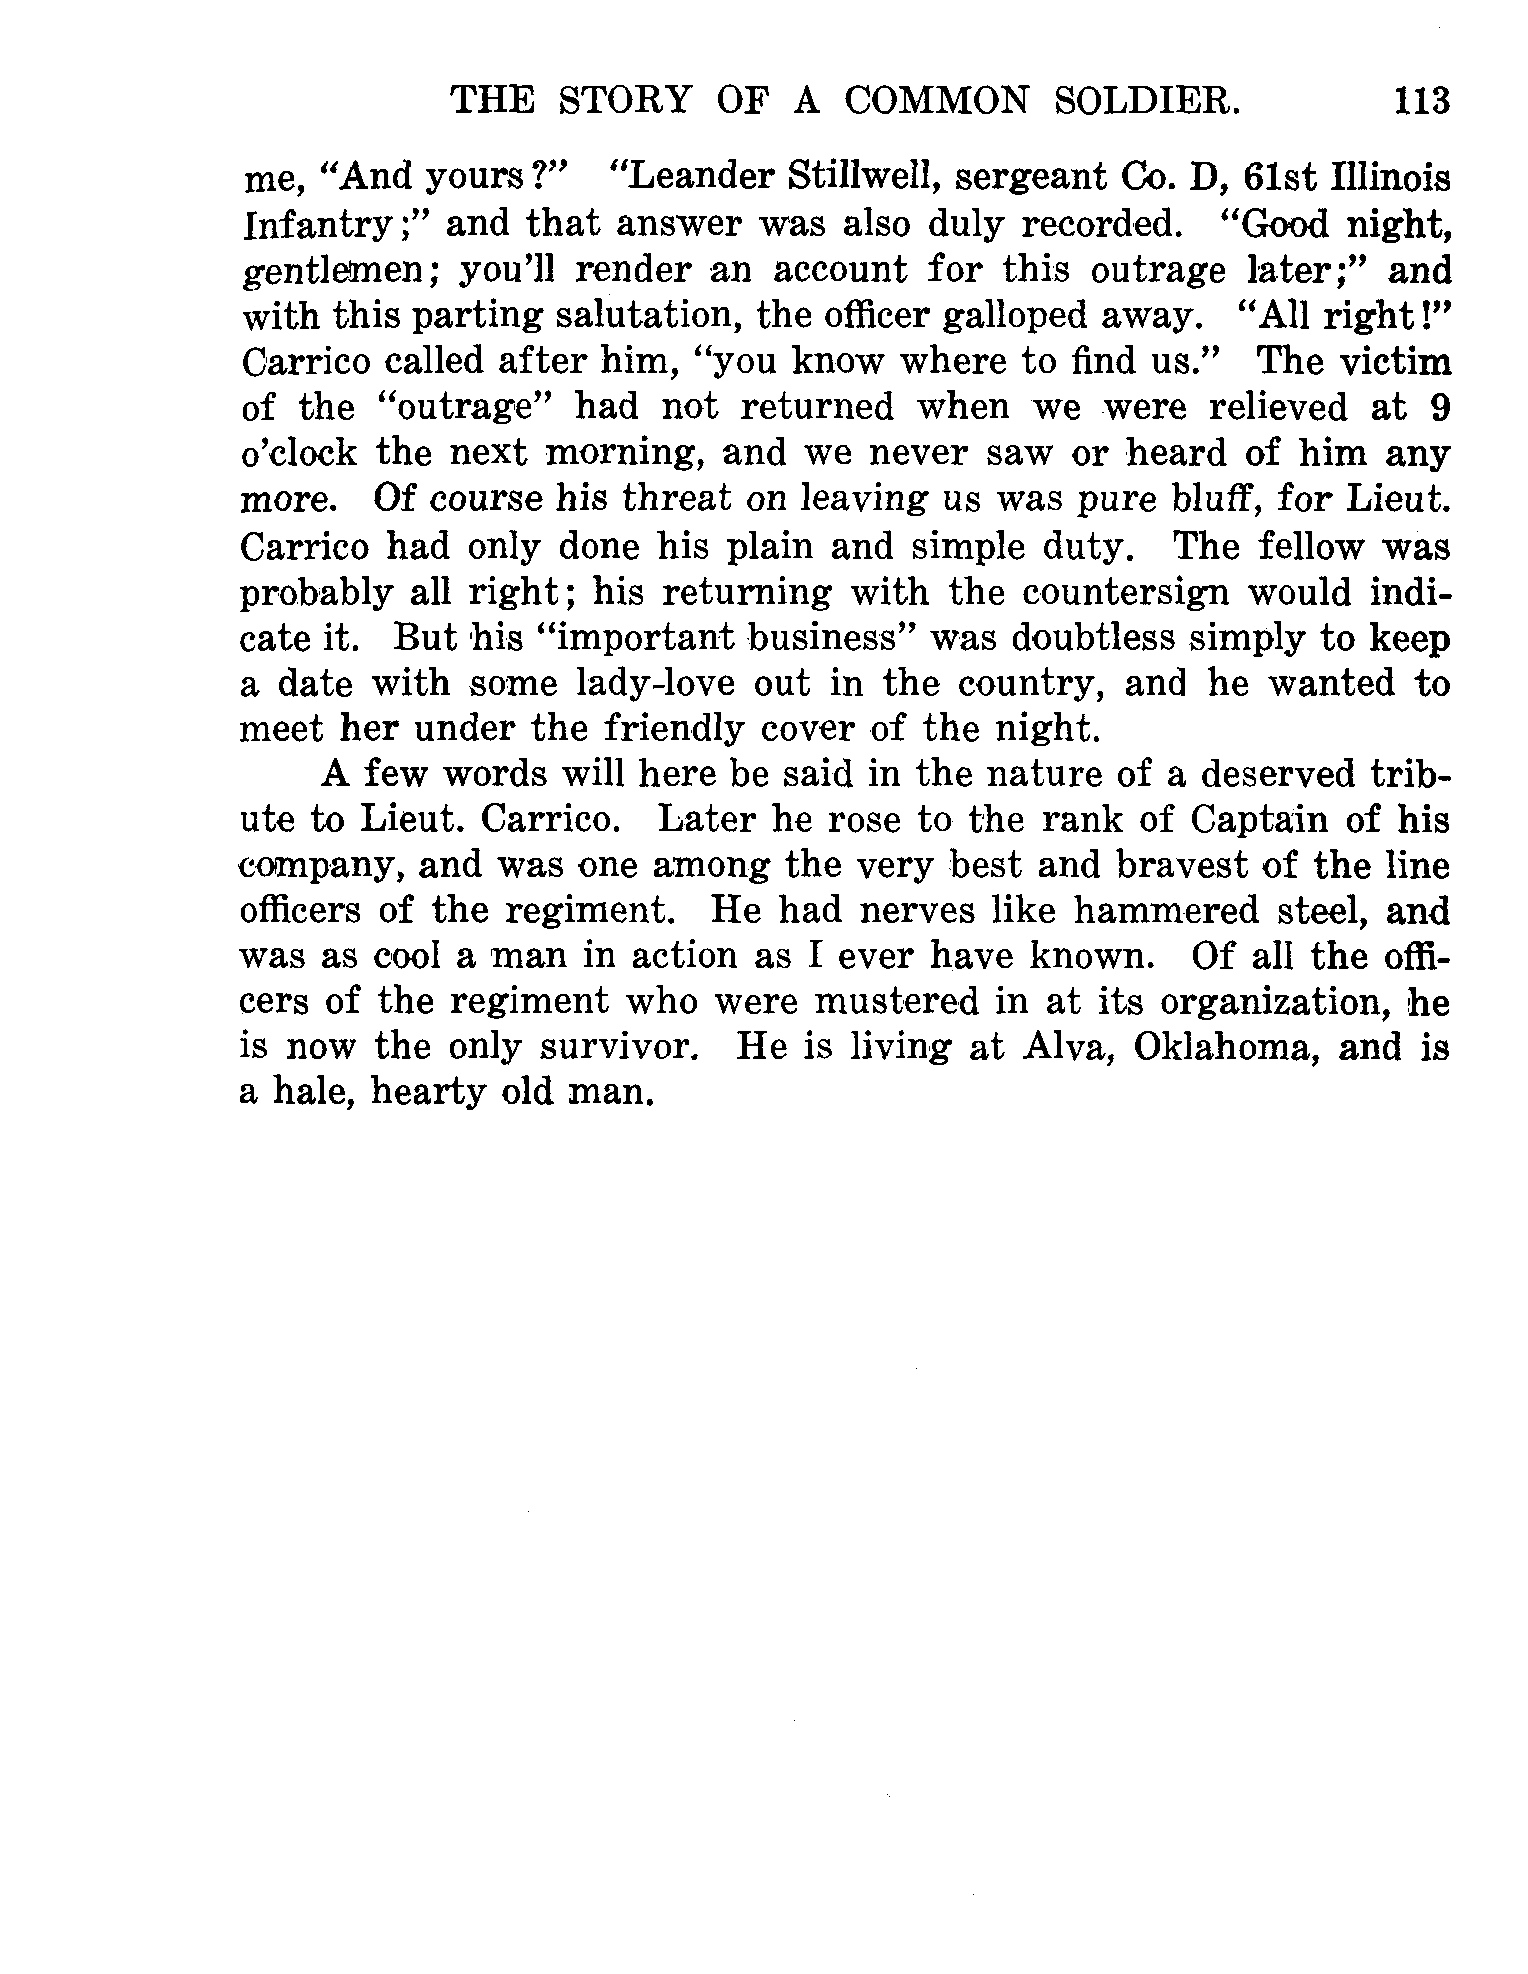 THE STORY OF A COMMON SOLDIER. 113
me, “And yours?” “Leander Stillwell, sergeant Co. D, 61st Illinois
Infantry;” and that answer was also duly recorded. “Good night,
gentlemen; you’ll render an account for this outrage later;” and
with this parting salutation, the officer galloped away. “All right!”
Carrico called after him, “you know where to find us.” The victim
of the “outrage” had not returned when we were relieved at 9
o’clock the next morning, and we never saw or heard of him any
more. Of course his threat on leaving us was pure bluff, for Lieut.
Carrico had only done his plain and simple duty. The fellow was
probably all right; his returning with the countersign would indi-
cate it. But his “important business” was doubtless simply to keep
a date with some lady-love out in the country, and he wanted to
meet her under the friendly cover of the night.
A few words will here be said in the nature of a deserved trib-
ute to Lieut. Carrico. Later he rose to the rank of Captain of his
company, and was one among the very best and bravest of the line
officers of the regiment. He had nerves like hammered steel, and
was as cool a man in action as I ever have known. Of all the offi-
cers of the regiment who were mustered in at its organization, he
is now the only survivor. He is living at Alva, Oklahoma, and is
a hale, hearty old man.